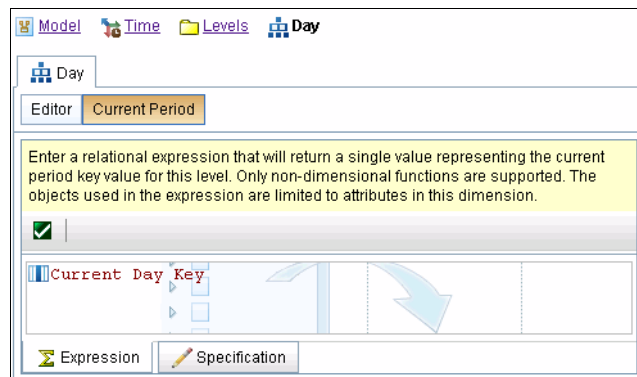 Model Time Levels Day
Day
Editor Current Period
Enter a relational expression that will return a single value representing the current
period key value for this level. Only non-dimensional functions are supported. The
objects used in the expression are limited to attributes in this dimension.
Current Day Key
Expression Specification